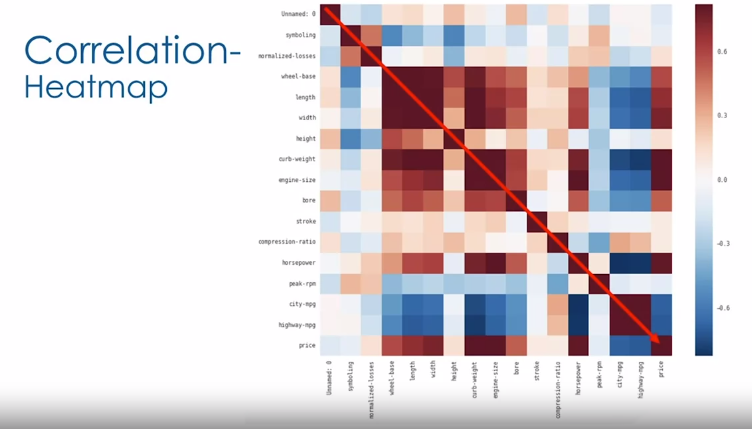 Correlation-
Heatmap
Unnamed: 0
symboling
normalized-losses
wheel-base
length
width
height
curb-weight
engine-size
bore
stroke
compression-ratio
horsepower
peak-rpm
city-mpg
highway-mpg
price
Unnamed: 0
symboling
normalized-losses
wheel-base
length
width
height
curb-weight
engine-size
bore
stroke
compression-ratio
horsepower
peak-rpm
city-mpg
highway-mpg
price
0.6
0.3
0.0
−0.3
−0.6